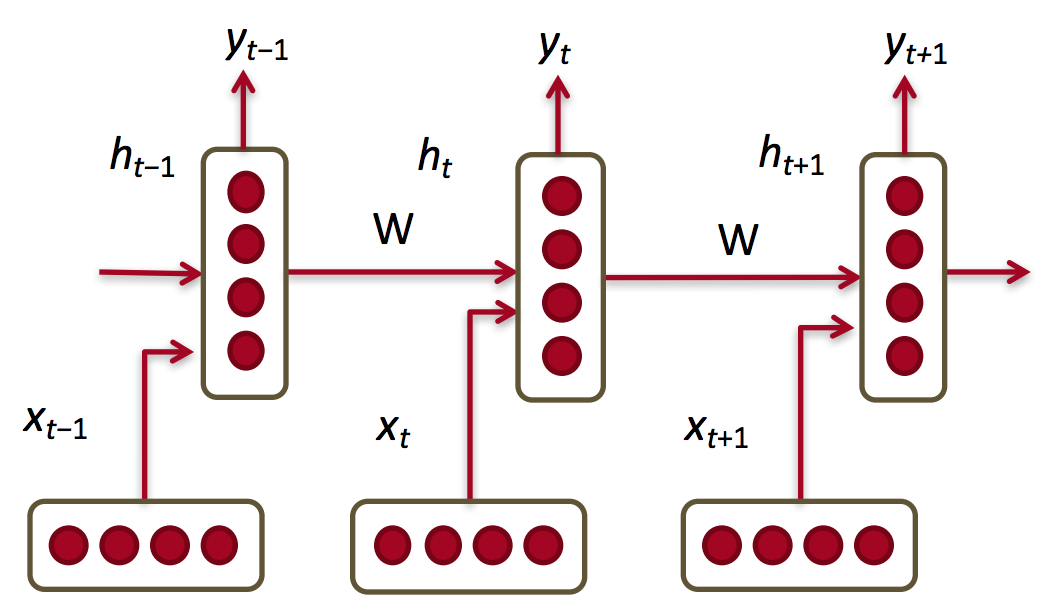 y_{t−1} y_t y_{t+1}
h_{t−1} h_t h_{t+1}
W W
x_{t−1} x_t x_{t+1}